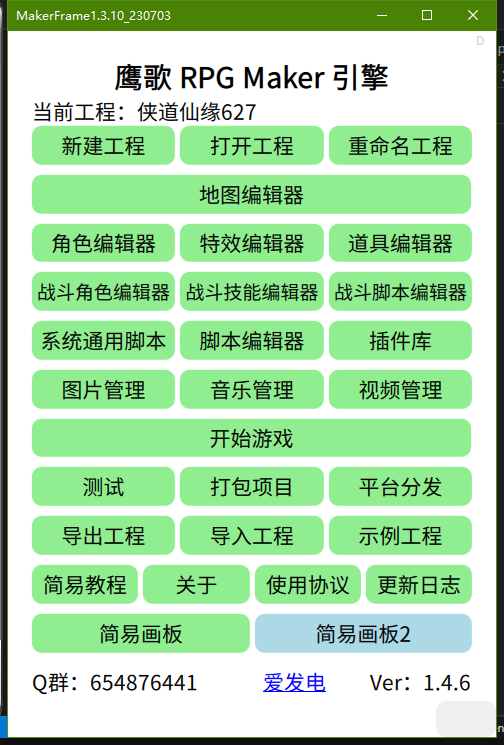 MakerFrame1.3.10_230703
D
鹰歌 RPG Maker 引擎
当前工程：侠道仙缘627
新建工程 打开工程 重命名工程
地图编辑器
角色编辑器 特效编辑器 道具编辑器
战斗角色编辑器 战斗技能编辑器 战斗脚本编辑器
系统通用脚本 脚本编辑器 插件库
图片管理 音乐管理 视频管理
开始游戏
测试 打包项目 平台分发
导出工程 导入工程 示例工程
简易教程 关于 使用协议 更新日志
简易画板 简易画板2
Q群：654876441 爱发电 Ver：1.4.6